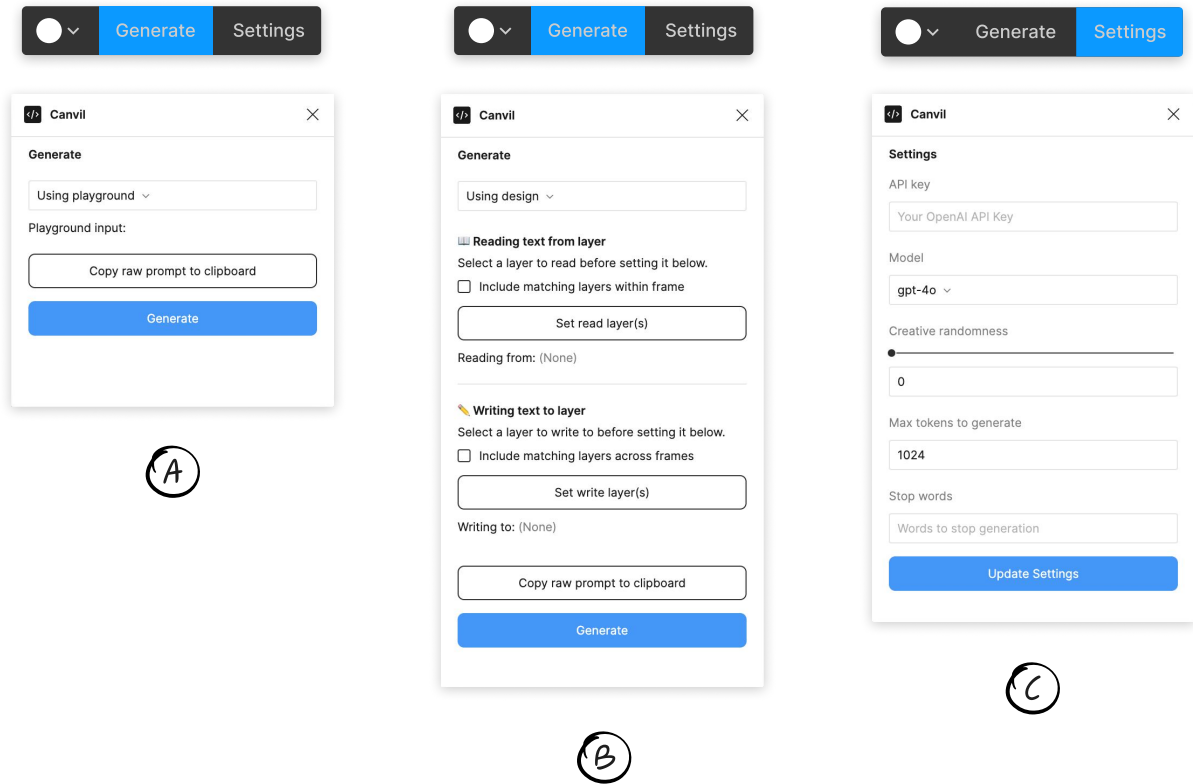 Generate Settings
Canvil
Generate
Using playground
Playground input:
Copy raw prompt to clipboard
Generate
A
Generate Settings
Canvil
Generate
Using design
📖 Reading text from layer
Select a layer to read before setting it below.
Include matching layers within frame
Set read layer(s)
Reading from: (None)
✏️ Writing text to layer
Select a layer to write to before setting it below.
Include matching layers across frames
Set write layer(s)
Writing to: (None)
Copy raw prompt to clipboard
Generate
B
Generate Settings
Canvil
Settings
API key
Your OpenAI API Key
Model
gpt-4o
Creative randomness
0
Max tokens to generate
1024
Stop words
Words to stop generation
Update Settings
C